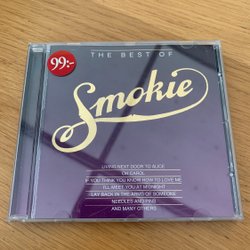 99:-
THE BEST OF
Smokie
LIVING NEXT DOOR TO ALICE
OH CAROL
IF YOU THINK YOU KNOW HOW TO LOVE ME
I'LL MEET YOU AT MIDNIGHT
LAY BACK IN THE ARMS OF SOMEONE
NEEDLES AND PINS
AND MANY OTHERS